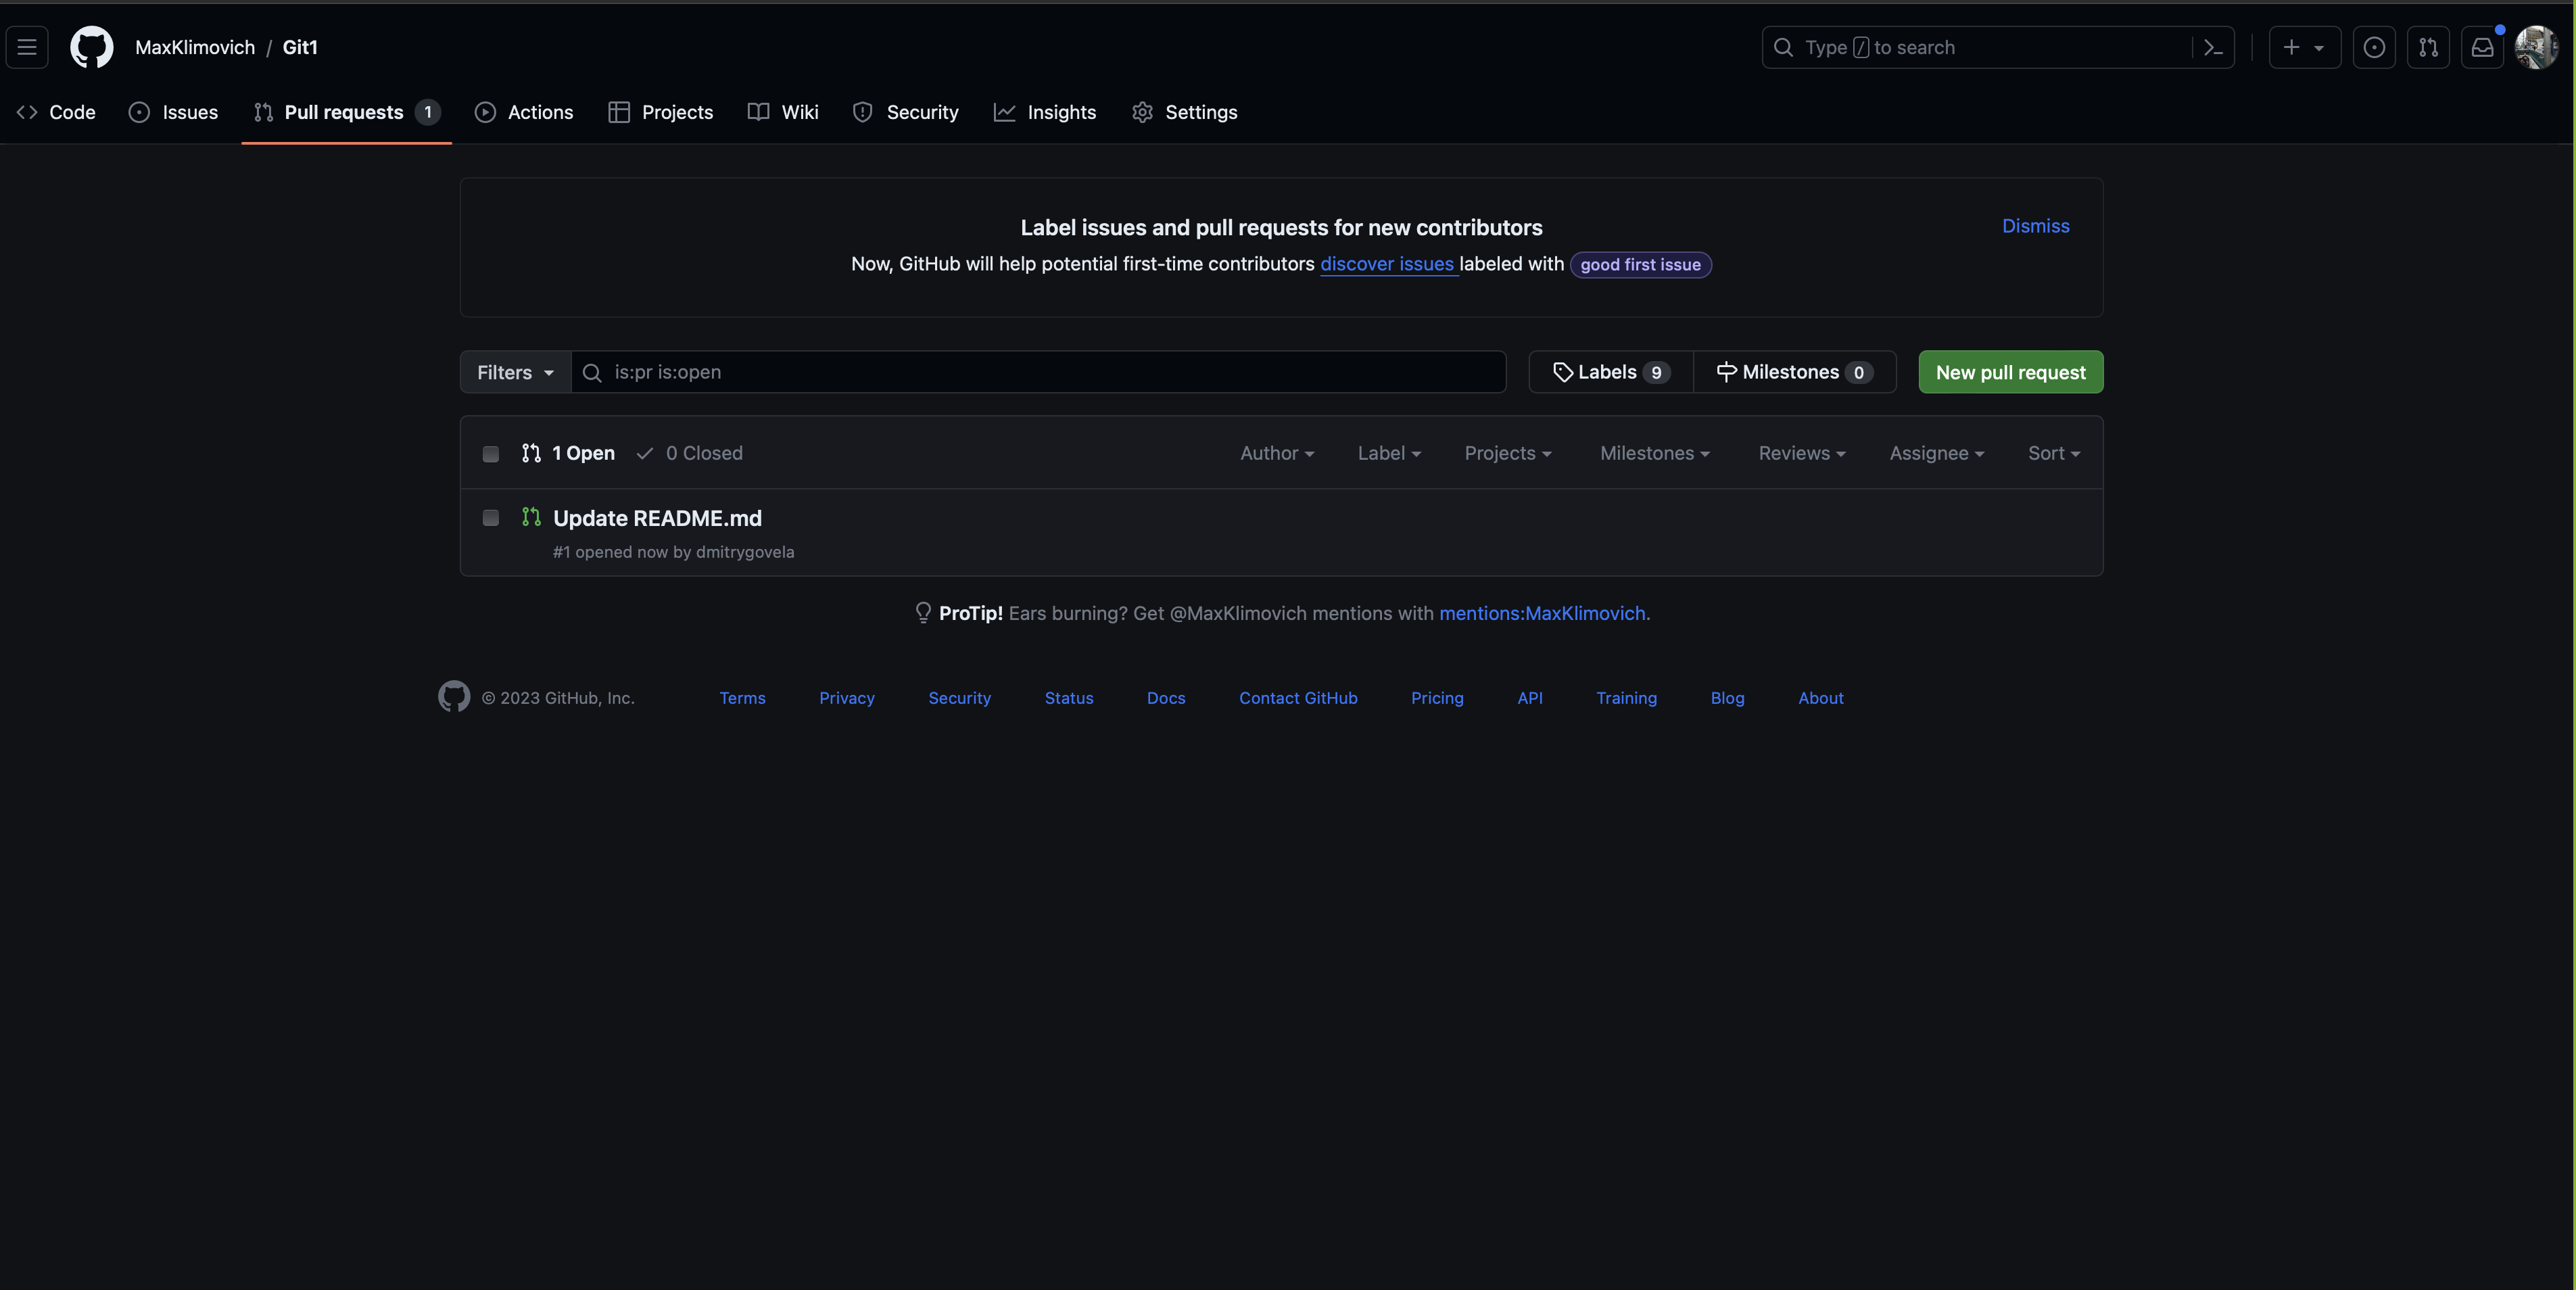 MaxKlimovich / Git1
Type / to search
Code Issues Pull requests 1 Actions Projects Wiki Security Insights Settings
Label issues and pull requests for new contributors
Dismiss
Now, GitHub will help potential first-time contributors discover issues labeled with good first issue
Filters is:pr is:open Labels 9 Milestones 0 New pull request
1 Open 0 Closed Author Label Projects Milestones Reviews Assignee Sort
Update README.md
#1 opened now by dmitrygovela
ProTip! Ears burning? Get @MaxKlimovich mentions with mentions:MaxKlimovich.
© 2023 GitHub, Inc. Terms Privacy Security Status Docs Contact GitHub Pricing API Training Blog About